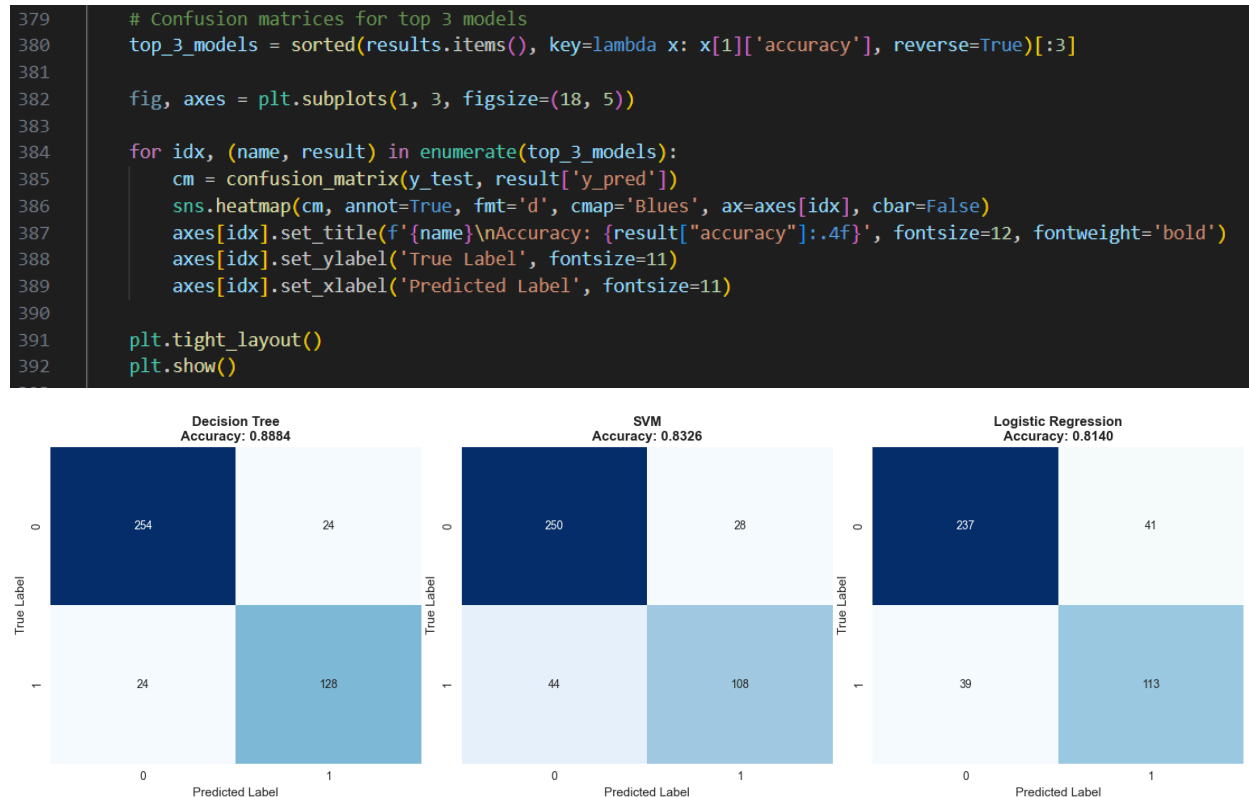 379 # Confusion matrices for top 3 models
380 top_3_models = sorted(results.items(), key=lambda x: x[1]['accuracy'], reverse=True)[:3]
381
382 fig, axes = plt.subplots(1, 3, figsize=(18, 5))
383
384 for idx, (name, result) in enumerate(top_3_models):
385     cm = confusion_matrix(y_test, result['y_pred'])
386     sns.heatmap(cm, annot=True, fmt='d', cmap='Blues', ax=axes[idx], cbar=False)
387     axes[idx].set_title(f'{name}\nAccuracy: {result["accuracy"]:.4f}', fontsize=12, fontweight='bold')
388     axes[idx].set_ylabel('True Label', fontsize=11)
389     axes[idx].set_xlabel('Predicted Label', fontsize=11)
390
391 plt.tight_layout()
392 plt.show()
Decision Tree
Accuracy: 0.8884
0
254
24
True Label
1
24
128
0
1
Predicted Label
SVM
Accuracy: 0.8326
0
250
28
True Label
1
44
108
0
1
Predicted Label
Logistic Regression
Accuracy: 0.8140
0
237
41
True Label
1
39
113
0
1
Predicted Label